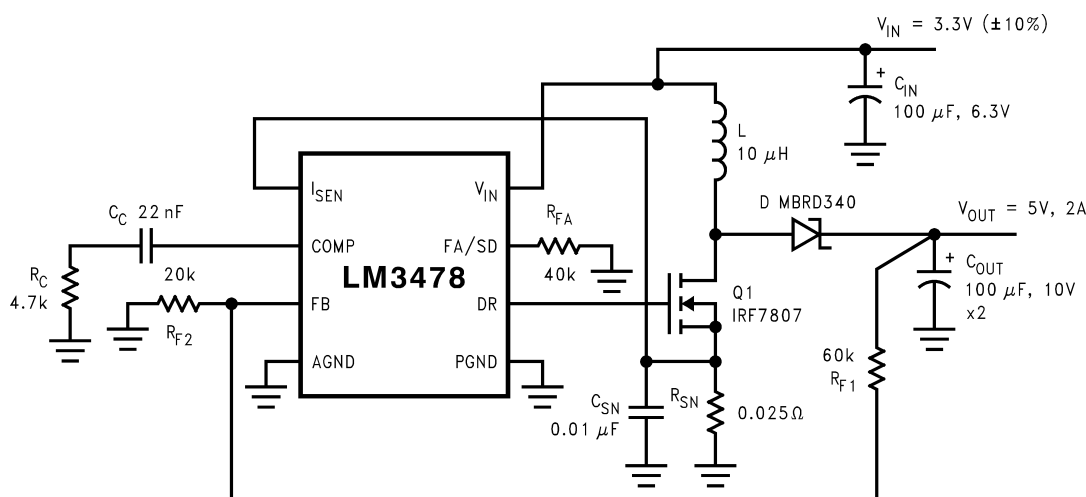 V_IN = 3.3V (±10%)
+
C_IN
100 μF, 6.3V
L
10 μH
I_SEN
V_IN
C_C 22 nF
R_FA
D MBRD340
V_OUT = 5V, 2A
COMP
FA/SD
R_C
4.7k
20k
LM3478
40k
+
C_OUT
100 μF, 10V
x2
FB
DR
Q1
IRF7807
R_F2
AGND
PGND
60k
R_F1
C_SN
0.01 μF
R_SN
0.025Ω